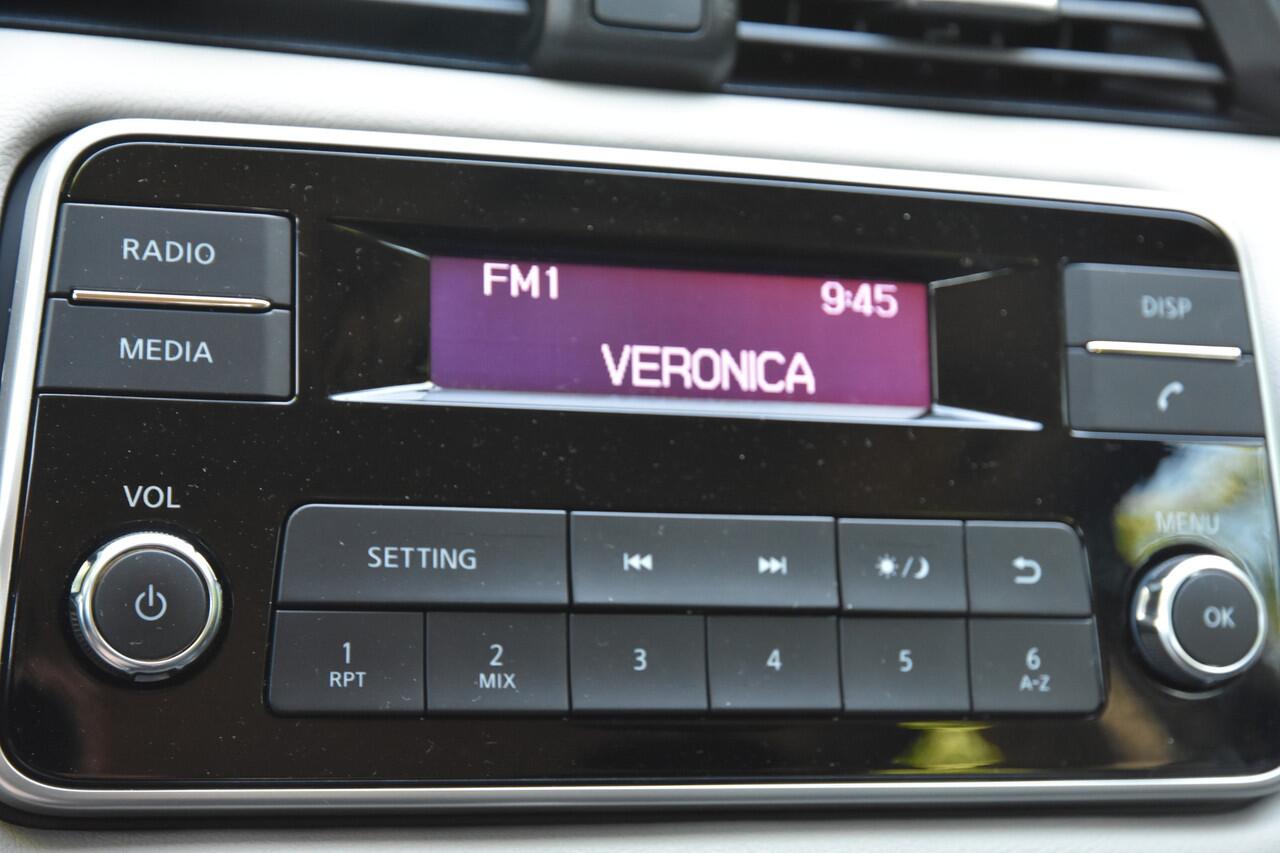 RADIO
MEDIA
FM1 9:45
VERONICA
DISP
VOL
MENU
SETTING
OK
1 2 3 4 5 6
RPT MIX A-Z